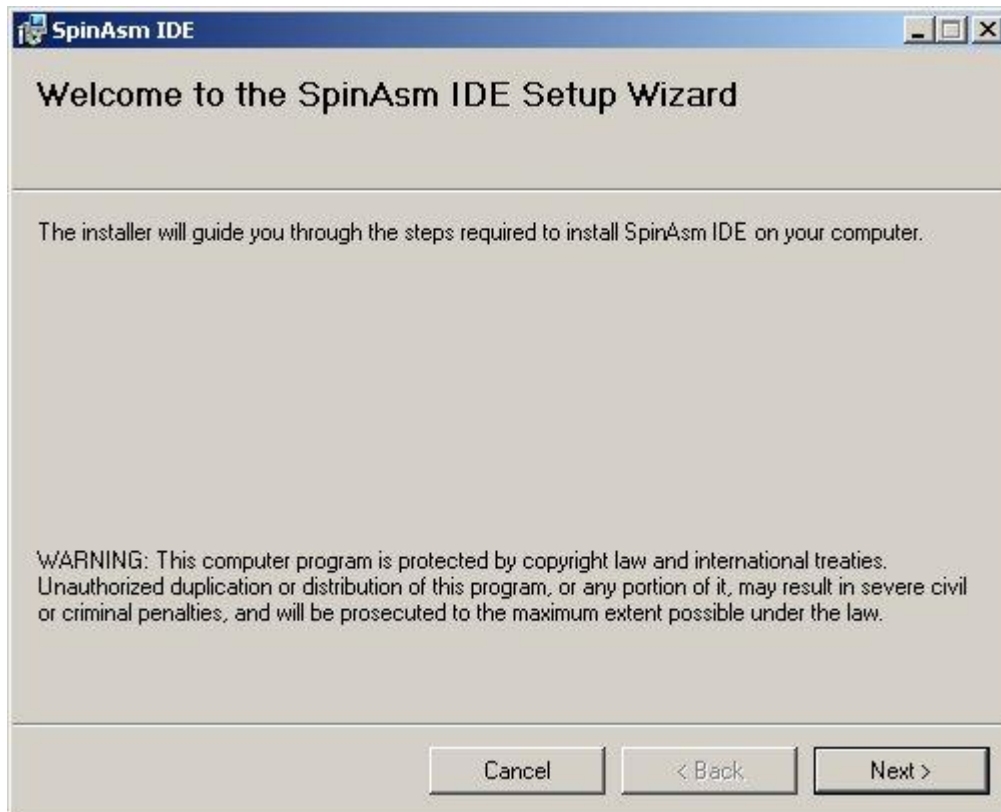 SpinAsm IDE
Welcome to the SpinAsm IDE Setup Wizard
The installer will guide you through the steps required to install SpinAsm IDE on your computer.
WARNING: This computer program is protected by copyright law and international treaties.
Unauthorized duplication or distribution of this program, or any portion of it, may result in severe civil
or criminal penalties, and will be prosecuted to the maximum extent possible under the law.
Cancel < Back Next >